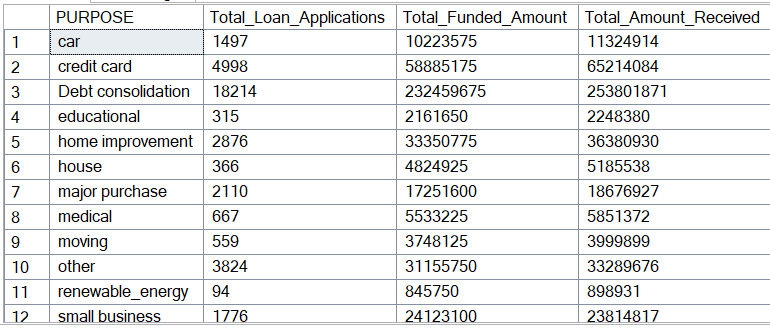 PURPOSE Total_Loan_Applications Total_Funded_Amount Total_Amount_Received
1 car 1497 10223575 11324914
2 credit card 4998 58885175 65214084
3 Debt consolidation 18214 232459675 253801871
4 educational 315 2161650 2248380
5 home improvement 2876 33350775 36380930
6 house 366 4824925 5185538
7 major purchase 2110 17251600 18676927
8 medical 667 5533225 5851372
9 moving 559 3748125 3999899
10 other 3824 31155750 33289676
11 renewable_energy 94 845750 898931
12 small business 1776 24123100 23814817